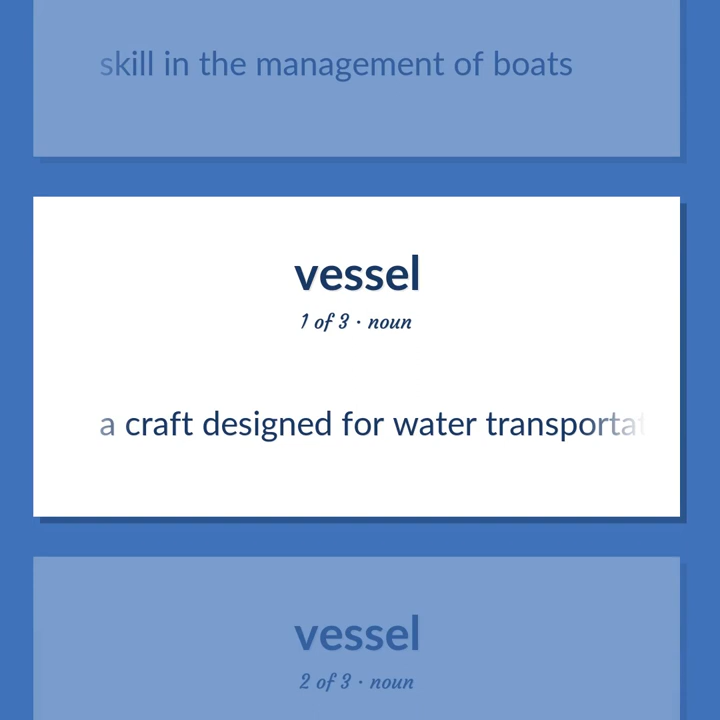 skill in the management of boats
vessel
1 of 3 · noun
a craft designed for water transportat
vessel
2 of 3 · noun